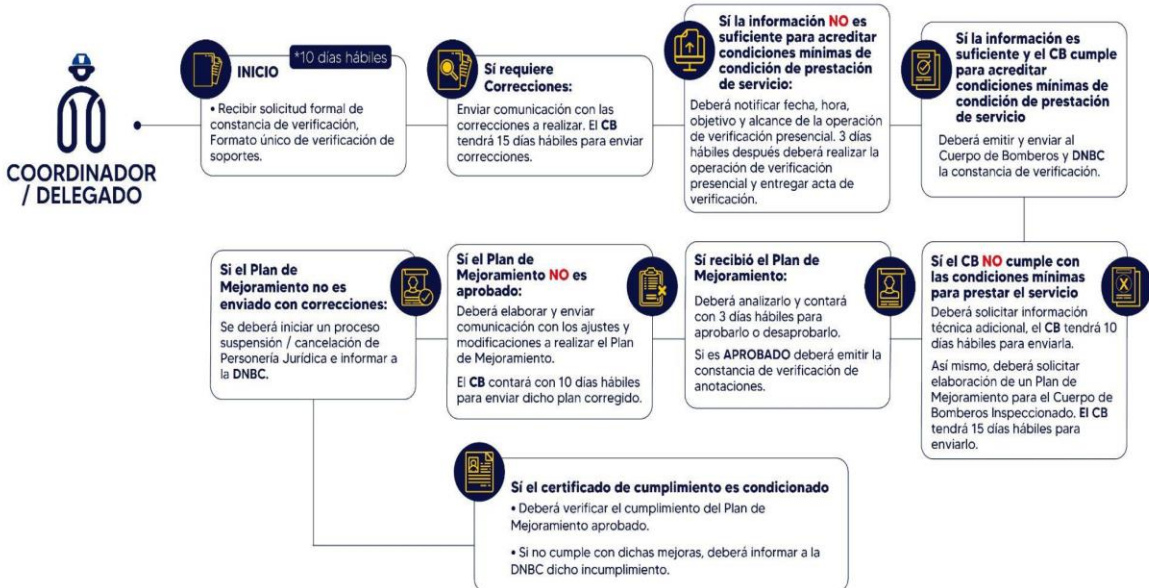 COORDINADOR
/ DELEGADO
*10 días hábiles
INICIO
• Recibir solicitud formal de
constancia de verificación,
Formato único de verificación de
soportes.
Sí requiere
Correcciones:
Enviar comunicación con las
correcciones a realizar. El CB
tendrá 15 días hábiles para enviar
correcciones.
Sí la información NO es
suficiente para acreditar
condiciones mínimas de
condición de prestación
de servicio:
Deberá notificar fecha, hora,
objetivo y alcance de la operación
de verificación presencial. 3 días
hábiles después deberá realizar la
operación de verificación
presencial y entregar acta de
verificación.
Sí la información es
suficiente y el CB cumple
para acreditar
condiciones mínimas de
condición de prestación
de servicio
Deberá emitir y enviar al
Cuerpo de Bomberos y DNBC
la constancia de verificación.
Sí el CB NO cumple con
las condiciones mínimas
para prestar el servicio
Deberá solicitar información
técnica adicional, el CB tendrá 10
días hábiles para enviarla.
Así mismo, deberá solicitar
elaboración de un Plan de
Mejoramiento para el Cuerpo de
Bomberos Inspeccionado. El CB
tendrá 15 días hábiles para
enviarlo.
Sí recibió el Plan de
Mejoramiento:
Deberá analizarlo y contará
con 3 días hábiles para
aprobarlo o desaprobarlo.
Si es APROBADO deberá emitir la
constancia de verificación de
anotaciones.
Sí el Plan de
Mejoramiento NO es
aprobado:
Deberá elaborar y enviar
comunicación con los ajustes y
modificaciones a realizar el Plan
de Mejoramiento.
El CB contará con 10 días hábiles
para enviar dicho plan corregido.
Si el Plan de
Mejoramiento no es
enviado con correcciones:
Se deberá iniciar un proceso
suspensión / cancelación de
Personería Jurídica e informar a
la DNBC.
Sí el certificado de cumplimiento es condicionado
• Deberá verificar el cumplimiento del Plan de
Mejoramiento aprobado.
• Si no cumple con dichas mejoras, deberá informar a la
DNBC dicho incumplimiento.